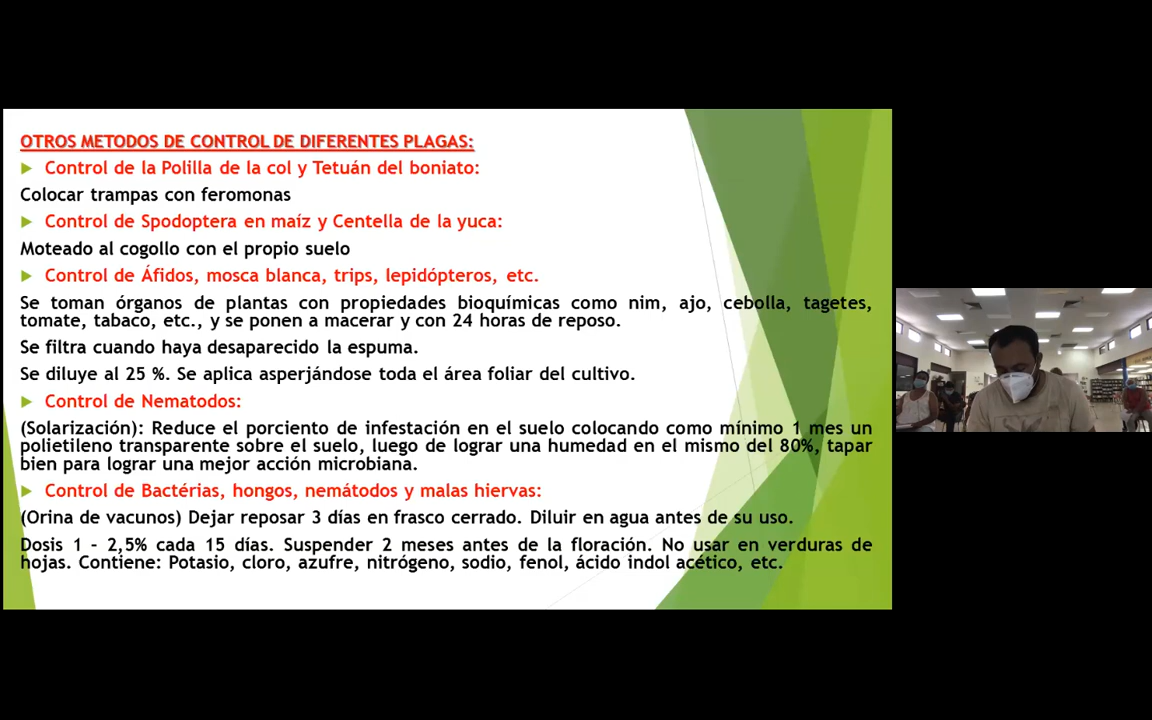 OTROS METODOS DE CONTROL DE DIFERENTES PLAGAS:
Control de la Polilla de la col y Tetuán del boniato:
Colocar trampas con feromonas
Control de Spodoptera en maíz y Centella de la yuca:
Moteado al cogollo con el propio suelo
Control de Áfidos, mosca blanca, trips, lepidópteros, etc.
Se toman órganos de plantas con propiedades bioquímicas como nim, ajo, cebolla, tagetes,
tomate, tabaco, etc., y se ponen a macerar y con 24 horas de reposo.
Se filtra cuando haya desaparecido la espuma.
Se diluye al 25 %. Se aplica asperjándose toda el área foliar del cultivo.
Control de Nematodos:
(Solarización): Reduce el porciento de infestación en el suelo colocando como mínimo 1 mes un
polietileno transparente sobre el suelo, luego de lograr una humedad en el mismo del 80%, tapar
bien para lograr una mejor acción microbiana.
Control de Bactérias, hongos, nemátodos y malas hiervas:
(Orina de vacunos) Dejar reposar 3 días en frasco cerrado. Diluir en agua antes de su uso.
Dosis 1 – 2,5% cada 15 días. Suspender 2 meses antes de la floración. No usar en verduras de
hojas. Contiene: Potasio, cloro, azufre, nitrógeno, sodio, fenol, ácido indol acético, etc.